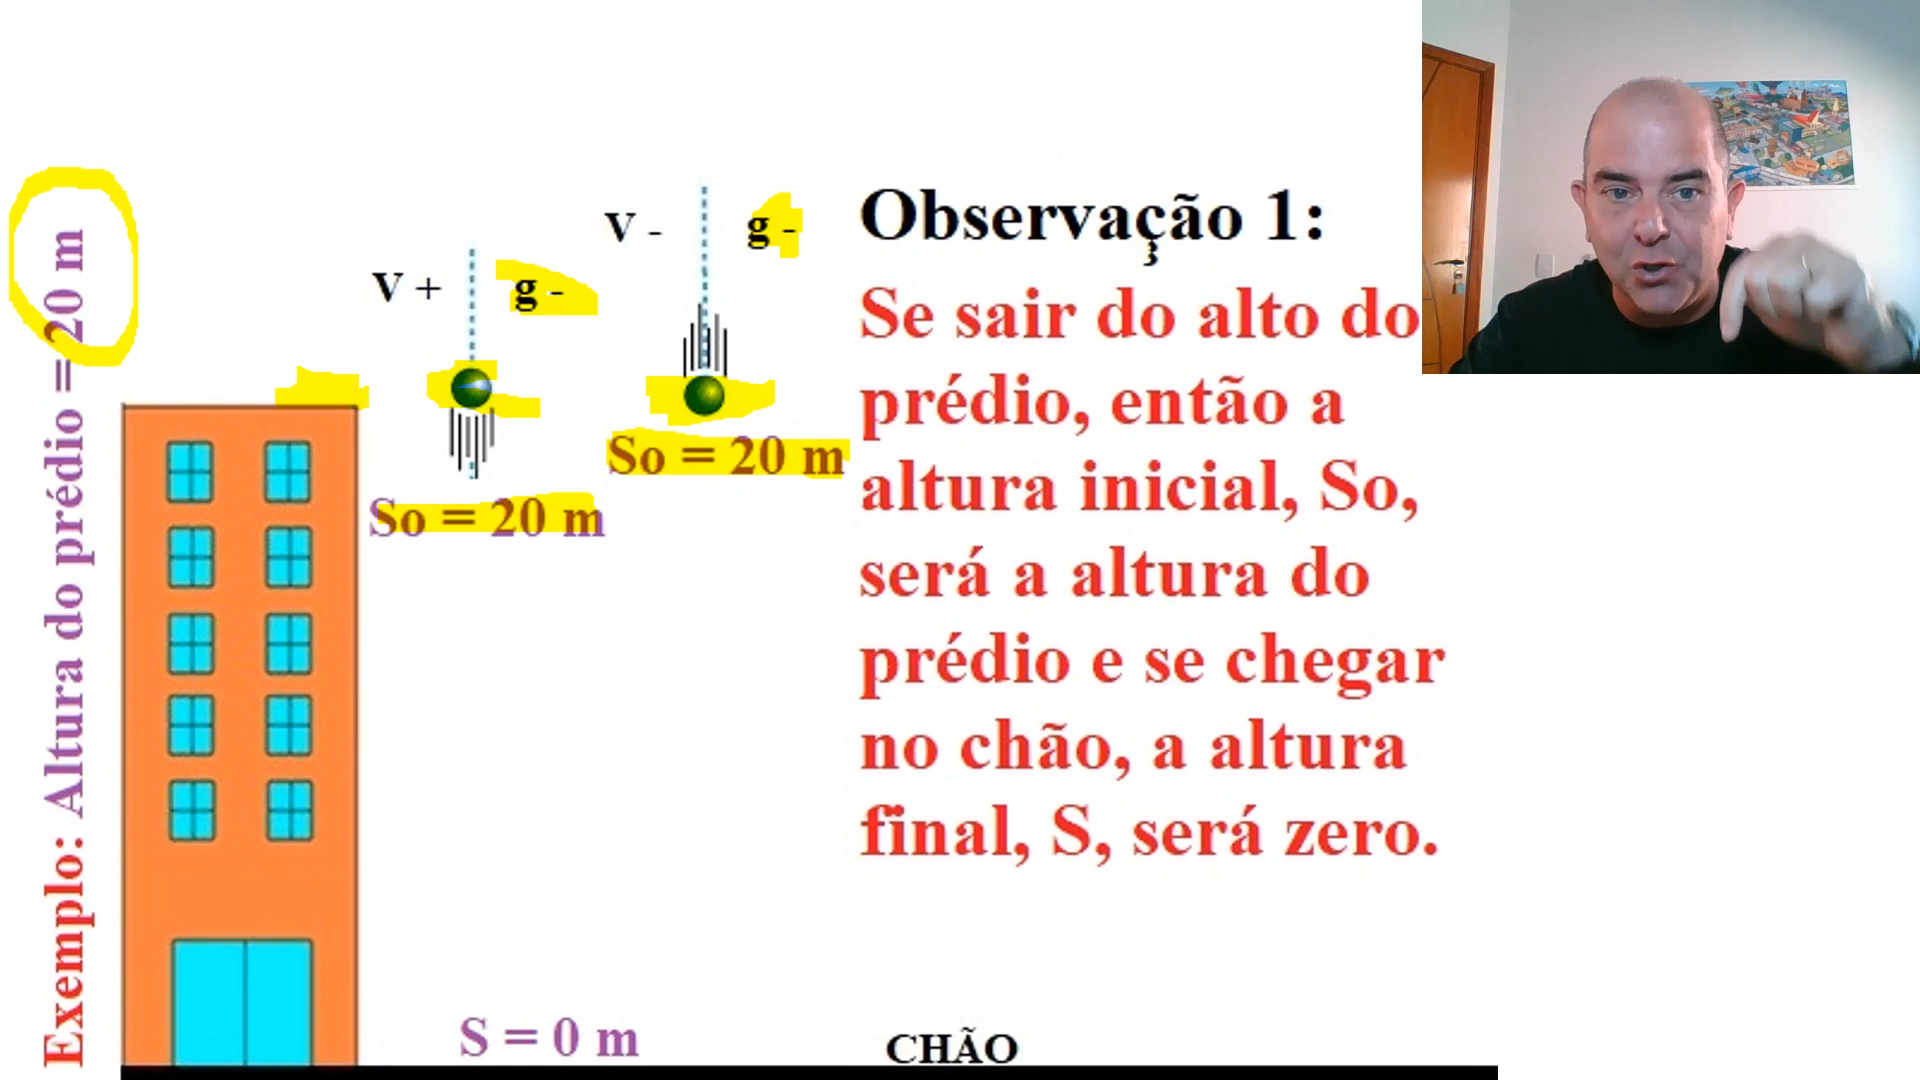 Exemplo: Altura do prédio = 20 m
V + g -
V - g -
So = 20 m
So = 20 m
Observação 1:
Se sair do alto do
prédio, então a
altura inicial, So,
será a altura do
prédio e se chegar
no chão, a altura
final, S, será zero.
S = 0 m
CHÃO